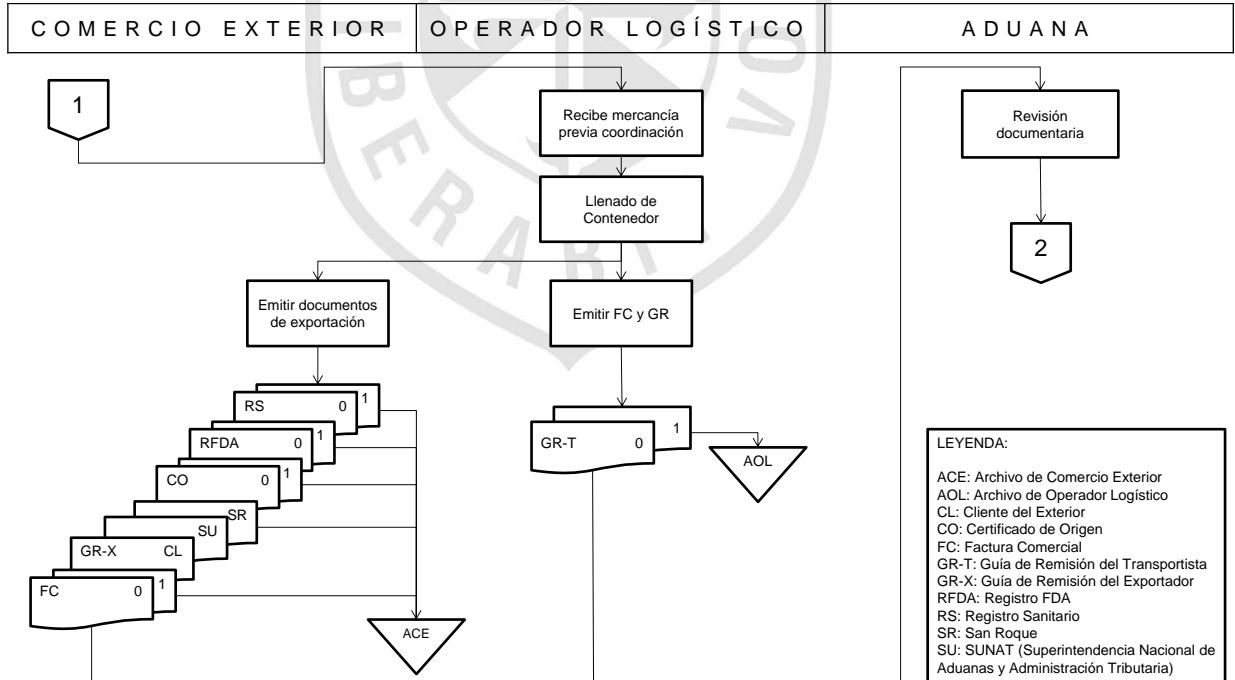 COMERCIO EXTERIOR
OPERADOR LOGÍSTICO
ADUANA
1
Recibe mercancía
previa coordinación
Llenado de
Contenedor
Emitir documentos
de exportación
Emitir FC y GR
RS 0 1
RFDA 0 1
CO 0 1
SR
SU
GR-X CL
FC 0 1
ACE
GR-T 0 1
AOL
Revisión
documentaria
2
LEYENDA:
ACE: Archivo de Comercio Exterior
AOL: Archivo de Operador Logístico
CL: Cliente del Exterior
CO: Certificado de Origen
FC: Factura Comercial
GR-T: Guía de Remisión del Transportista
GR-X: Guía de Remisión del Exportador
RFDA: Registro FDA
RS: Registro Sanitario
SR: San Roque
SU: SUNAT (Superintendencia Nacional de
Aduanas y Administración Tributaria)